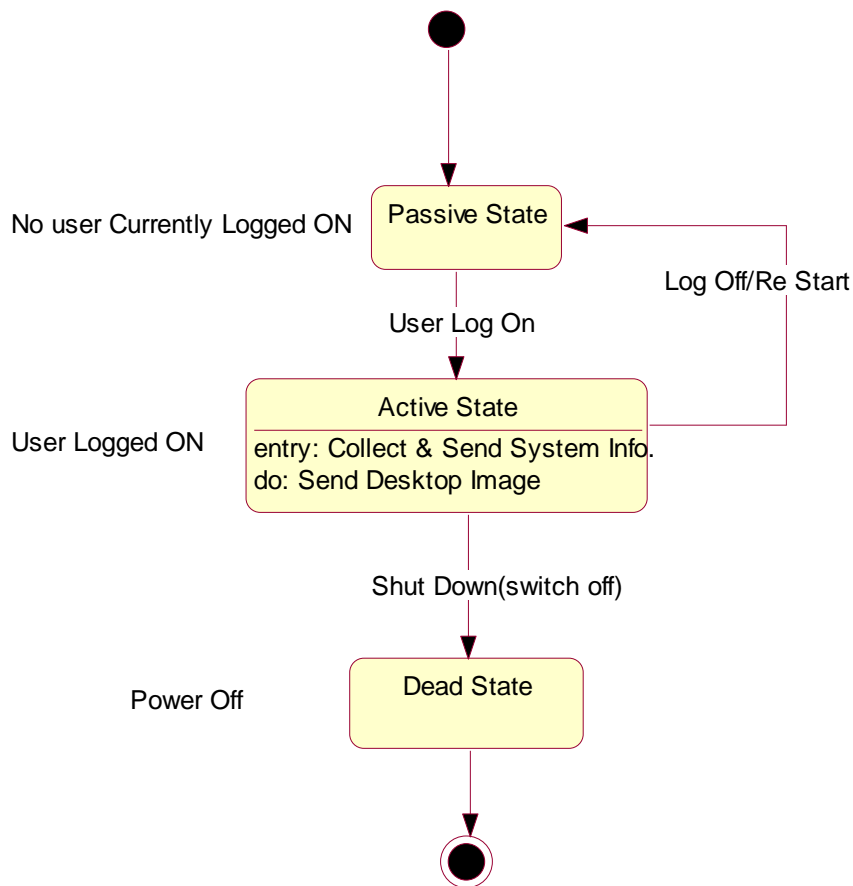 Passive State
No user Currently Logged ON
Log Off/Re Start
User Log On
Active State
User Logged ON
entry: Collect & Send System Info.
do: Send Desktop Image
Shut Down(switch off)
Dead State
Power Off